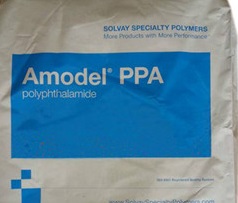 SOLVAY SPECIALTY POLYMERS
More Products with More Performance
Amodel® PPA
polyphthalamide